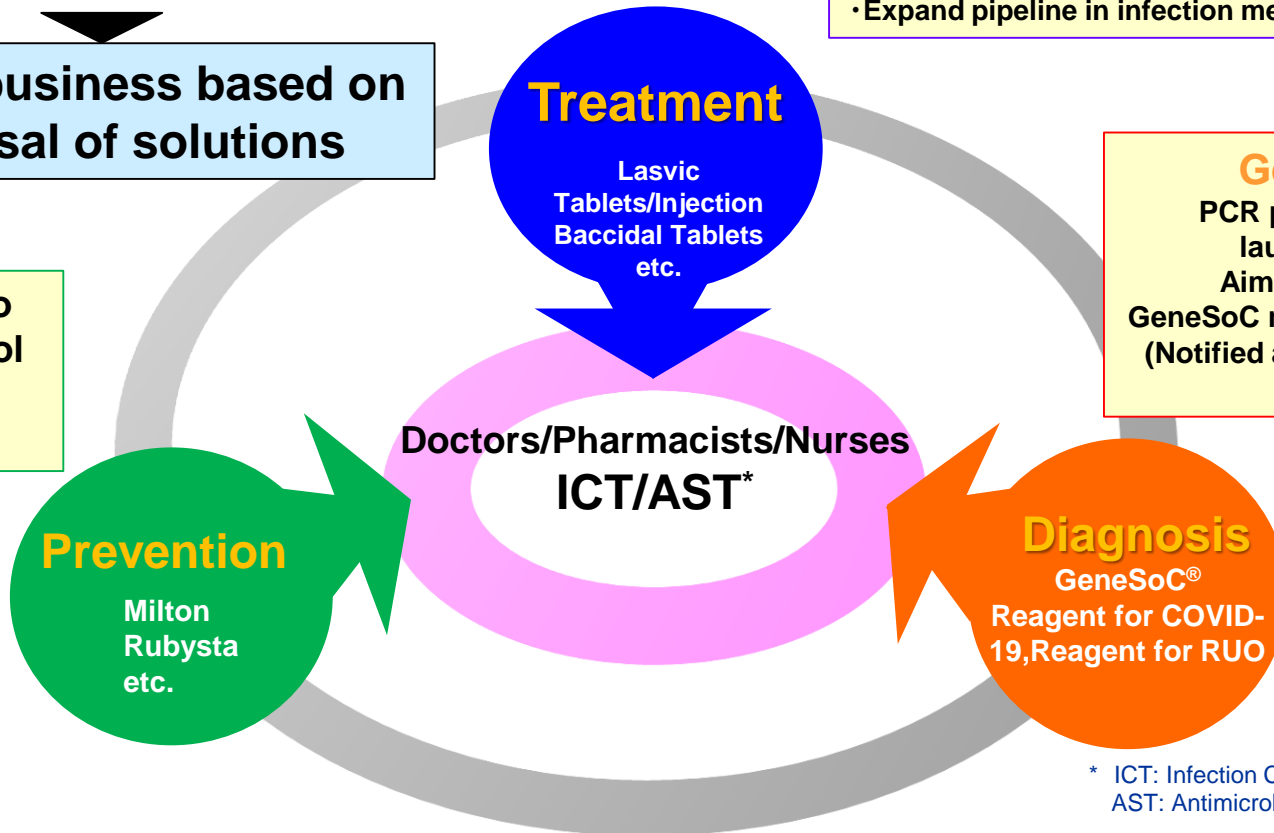 ・Expand pipeline in infection me
business based on
sal of solutions
Treatment
Lasvic
Tablets/Injection
Baccidal Tablets
etc.
G
PCR p
lau
Aim
GeneSoC
(Notified a
o
ol
Doctors/Pharmacists/Nurses
ICT/AST*
Prevention
Milton
Rubysta
etc.
Diagnosis
GeneSoC®
Reagent for COVID-
19,Reagent for RUO
* ICT: Infection C
AST: Antimicrob